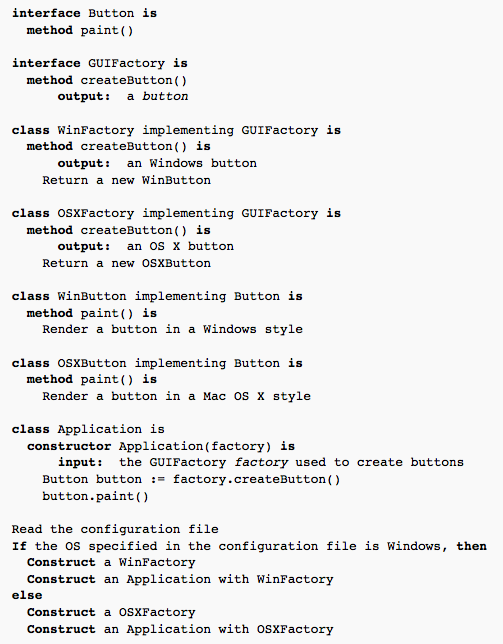 interface Button is
method paint()
interface GUIFactory is
method createButton()
output: a button
class WinFactory implementing GUIFactory is
method createButton() is
output: an Windows button
Return a new WinButton
class OSXFactory implementing GUIFactory is
method createButton() is
output: an OS X button
Return a new OSXButton
class WinButton implementing Button is
method paint() is
Render a button in a Windows style
class OSXButton implementing Button is
method paint() is
Render a button in a Mac OS X style
class Application is
constructor Application(factory) is
input: the GUIFactory factory used to create buttons
Button button := factory.createButton()
button.paint()
Read the configuration file
If the OS specified in the configuration file is Windows, then
Construct a WinFactory
Construct an Application with WinFactory
else
Construct a OSXFactory
Construct an Application with OSXFactory